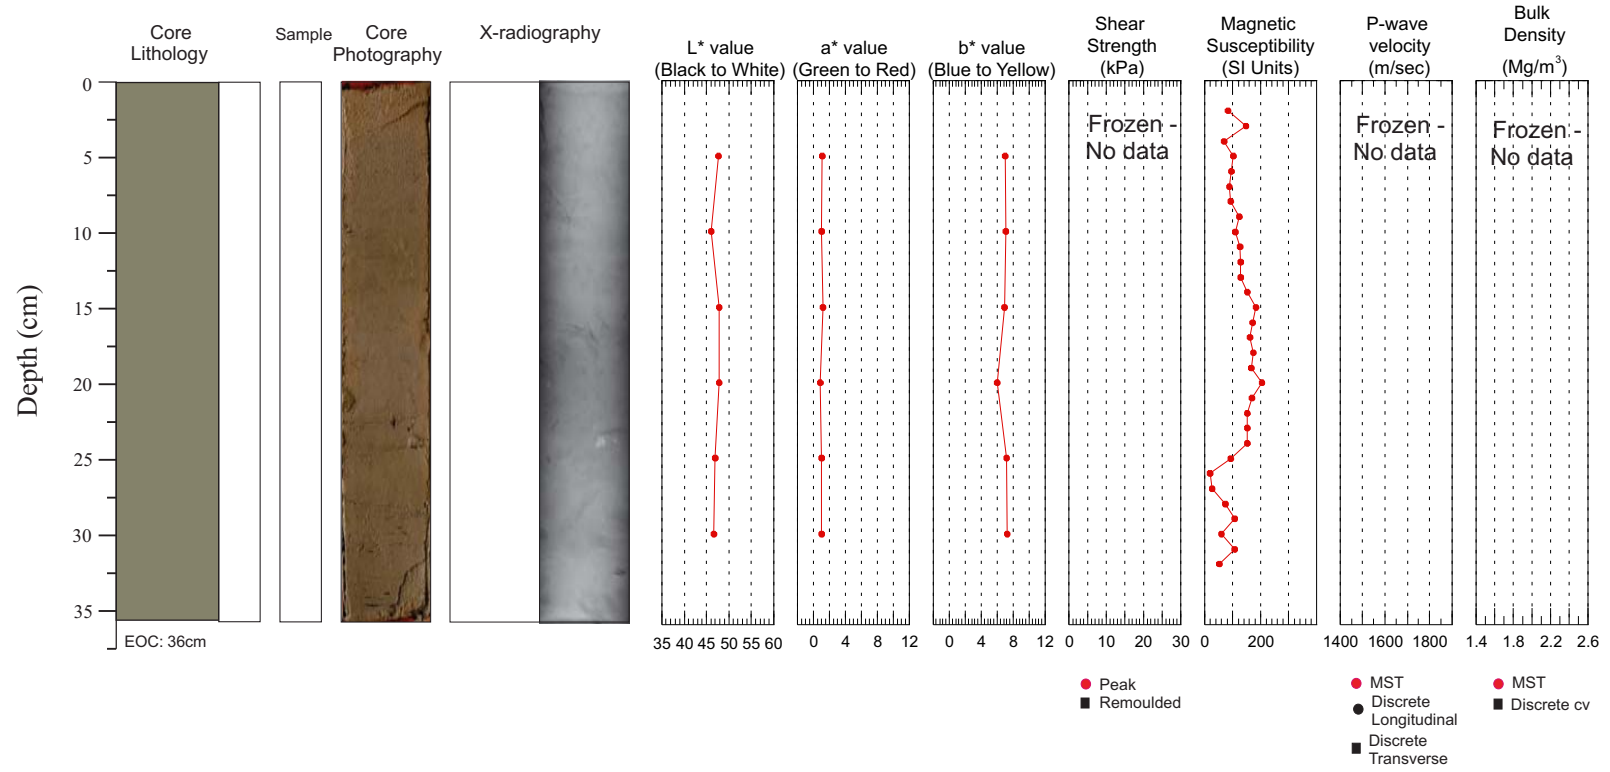 Core
Lithology
Sample
Core
Photography
X-radiography
L* value
(Black to White)
a* value
(Green to Red)
b* value
(Blue to Yellow)
Shear
Strength
(kPa)
Magnetic
Susceptibility
(SI Units)
P-wave
velocity
(m/sec)
Bulk
Density
(Mg/m³)
Depth (cm)
0
5
10
15
20
25
30
35
EOC: 36cm
Frozen -
No data
Frozen -
No data
Frozen -
No data
35 40 45 50 55 60
0 4 8 12
0 4 8 12
0 10 20 30
0 200
1400 1600 1800
1.4 1.8 2.2 2.6
Peak
Remoulded
MST
Discrete
Longitudinal
Discrete
Transverse
MST
Discrete cv